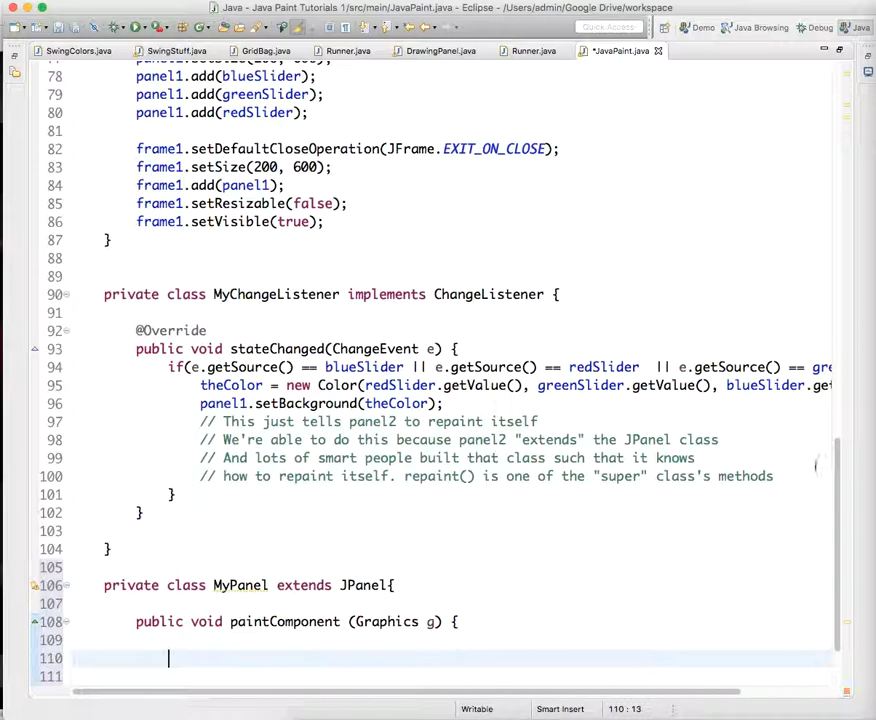 Java - Java Paint Tutorials 1/src/main/JavaPaint.java - Eclipse - /Users/admin/Google Drive/workspace
Quick Access Demo Java Browsing Debug Java
SwingColors.java SwingStuff.java GridBag.java Runner.java DrawingPanel.java Runner.java *JavaPaint.java
78 panel1.add(blueSlider);
79 panel1.add(greenSlider);
80 panel1.add(redSlider);
81
82 frame1.setDefaultCloseOperation(JFrame.EXIT_ON_CLOSE);
83 frame1.setSize(200, 600);
84 frame1.add(panel1);
85 frame1.setResizable(false);
86 frame1.setVisible(true);
87 }
88
89
90 private class MyChangeListener implements ChangeListener {
91
92 @Override
93 public void stateChanged(ChangeEvent e) {
94 if(e.getSource() == blueSlider || e.getSource() == redSlider || e.getSource() == gre
95 theColor = new Color(redSlider.getValue(), greenSlider.getValue(), blueSlider.get
96 panel1.setBackground(theColor);
97 // This just tells panel2 to repaint itself
98 // We're able to do this because panel2 "extends" the JPanel class
99 // And lots of smart people built that class such that it knows
100 // how to repaint itself. repaint() is one of the "super" class's methods
101 }
102 }
103
104 }
105
106 private class MyPanel extends JPanel{
107
108 public void paintComponent (Graphics g) {
109
110
111
Writable Smart Insert 110 : 13